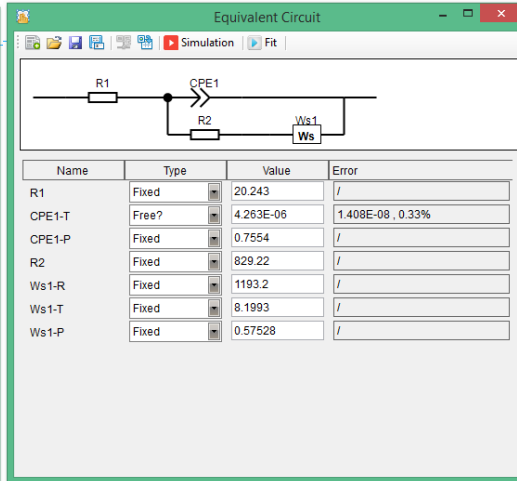 Equivalent Circuit
Simulation Fit
R1 CPE1
R2 Ws1
Ws
Name Type Value Error
R1 Fixed 20.243 /
CPE1-T Free? 4.263E-06 1.408E-08 , 0.33%
CPE1-P Fixed 0.7554 /
R2 Fixed 829.22 /
Ws1-R Fixed 1193.2 /
Ws1-T Fixed 8.1993 /
Ws1-P Fixed 0.57528 /